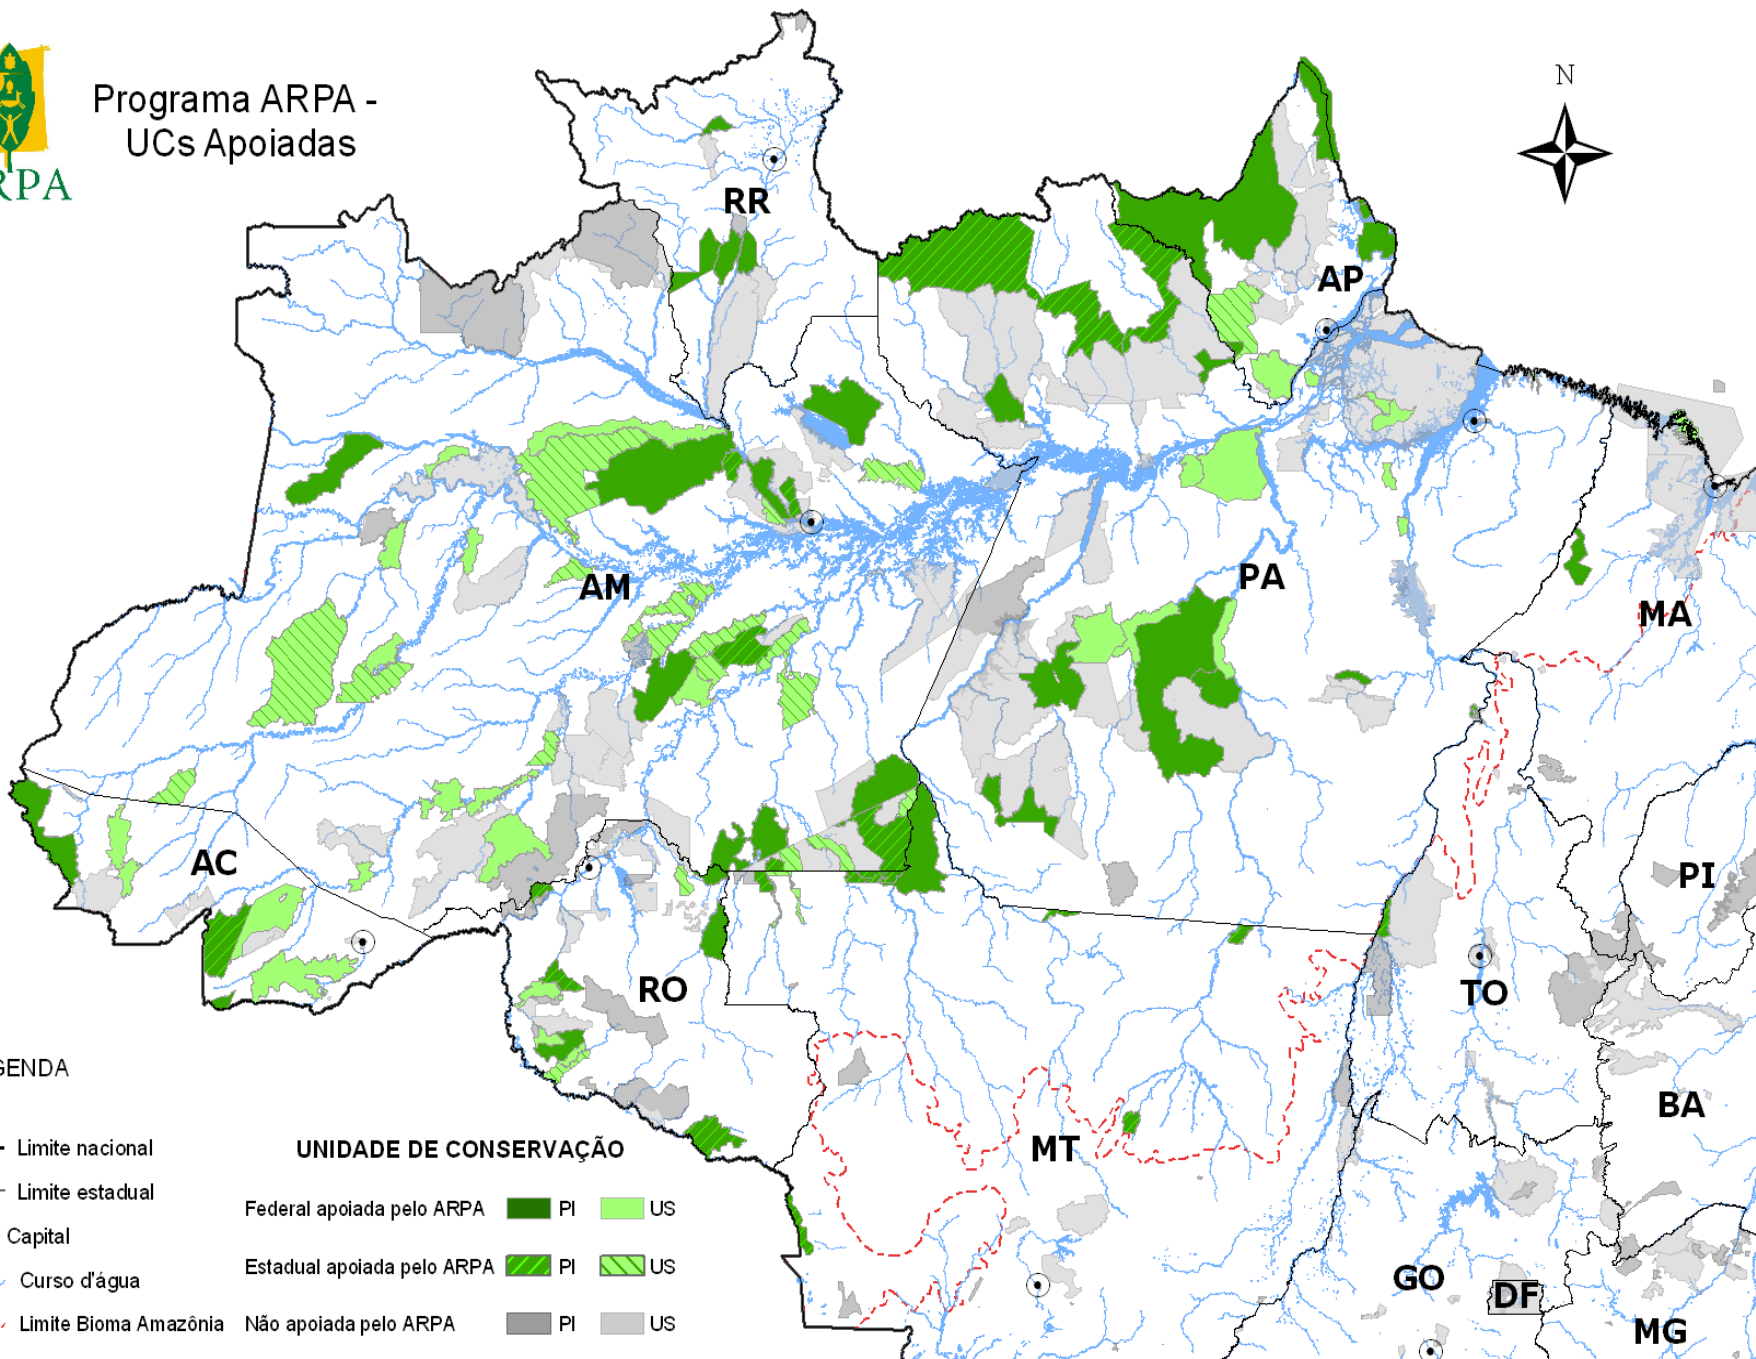 Programa ARPA -
UCs Apoiadas
RPA
N
RR
AP
AM
PA
MA
AC
PI
RO
TO
BA
MT
GO
DF
MG
GENDA
Limite nacional
Limite estadual
Capital
Curso d'água
Limite Bioma Amazônia
UNIDADE DE CONSERVAÇÃO
Federal apoiada pelo ARPA PI US
Estadual apoiada pelo ARPA PI US
Não apoiada pelo ARPA PI US